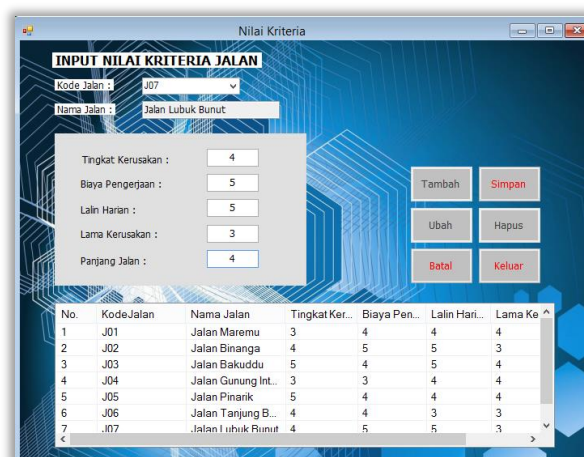 Nilai Kriteria
INPUT NILAI KRITERIA JALAN
Kode Jalan : J07
Nama Jalan : Jalan Lubuk Bunut
Tingkat Kerusakan : 4
Biaya Pengerjaan : 5
Lalin Harian : 5
Lama Kerusakan : 3
Panjang Jalan : 4
Tambah Simpan
Ubah Hapus
Batal Keluar
No. KodeJalan Nama Jalan Tingkat Ker... Biaya Pen... Lalin Hari... Lama Ke
1 J01 Jalan Maremu 3 4 4 4
2 J02 Jalan Binanga 4 5 5 3
3 J03 Jalan Bakuddu 5 4 5 4
4 J04 Jalan Gunung Int... 3 3 4 4
5 J05 Jalan Pinarik 5 4 4 4
6 J06 Jalan Tanjung B... 4 4 3 3
7 J07 Jalan Lubuk Bunut 4 5 5 3